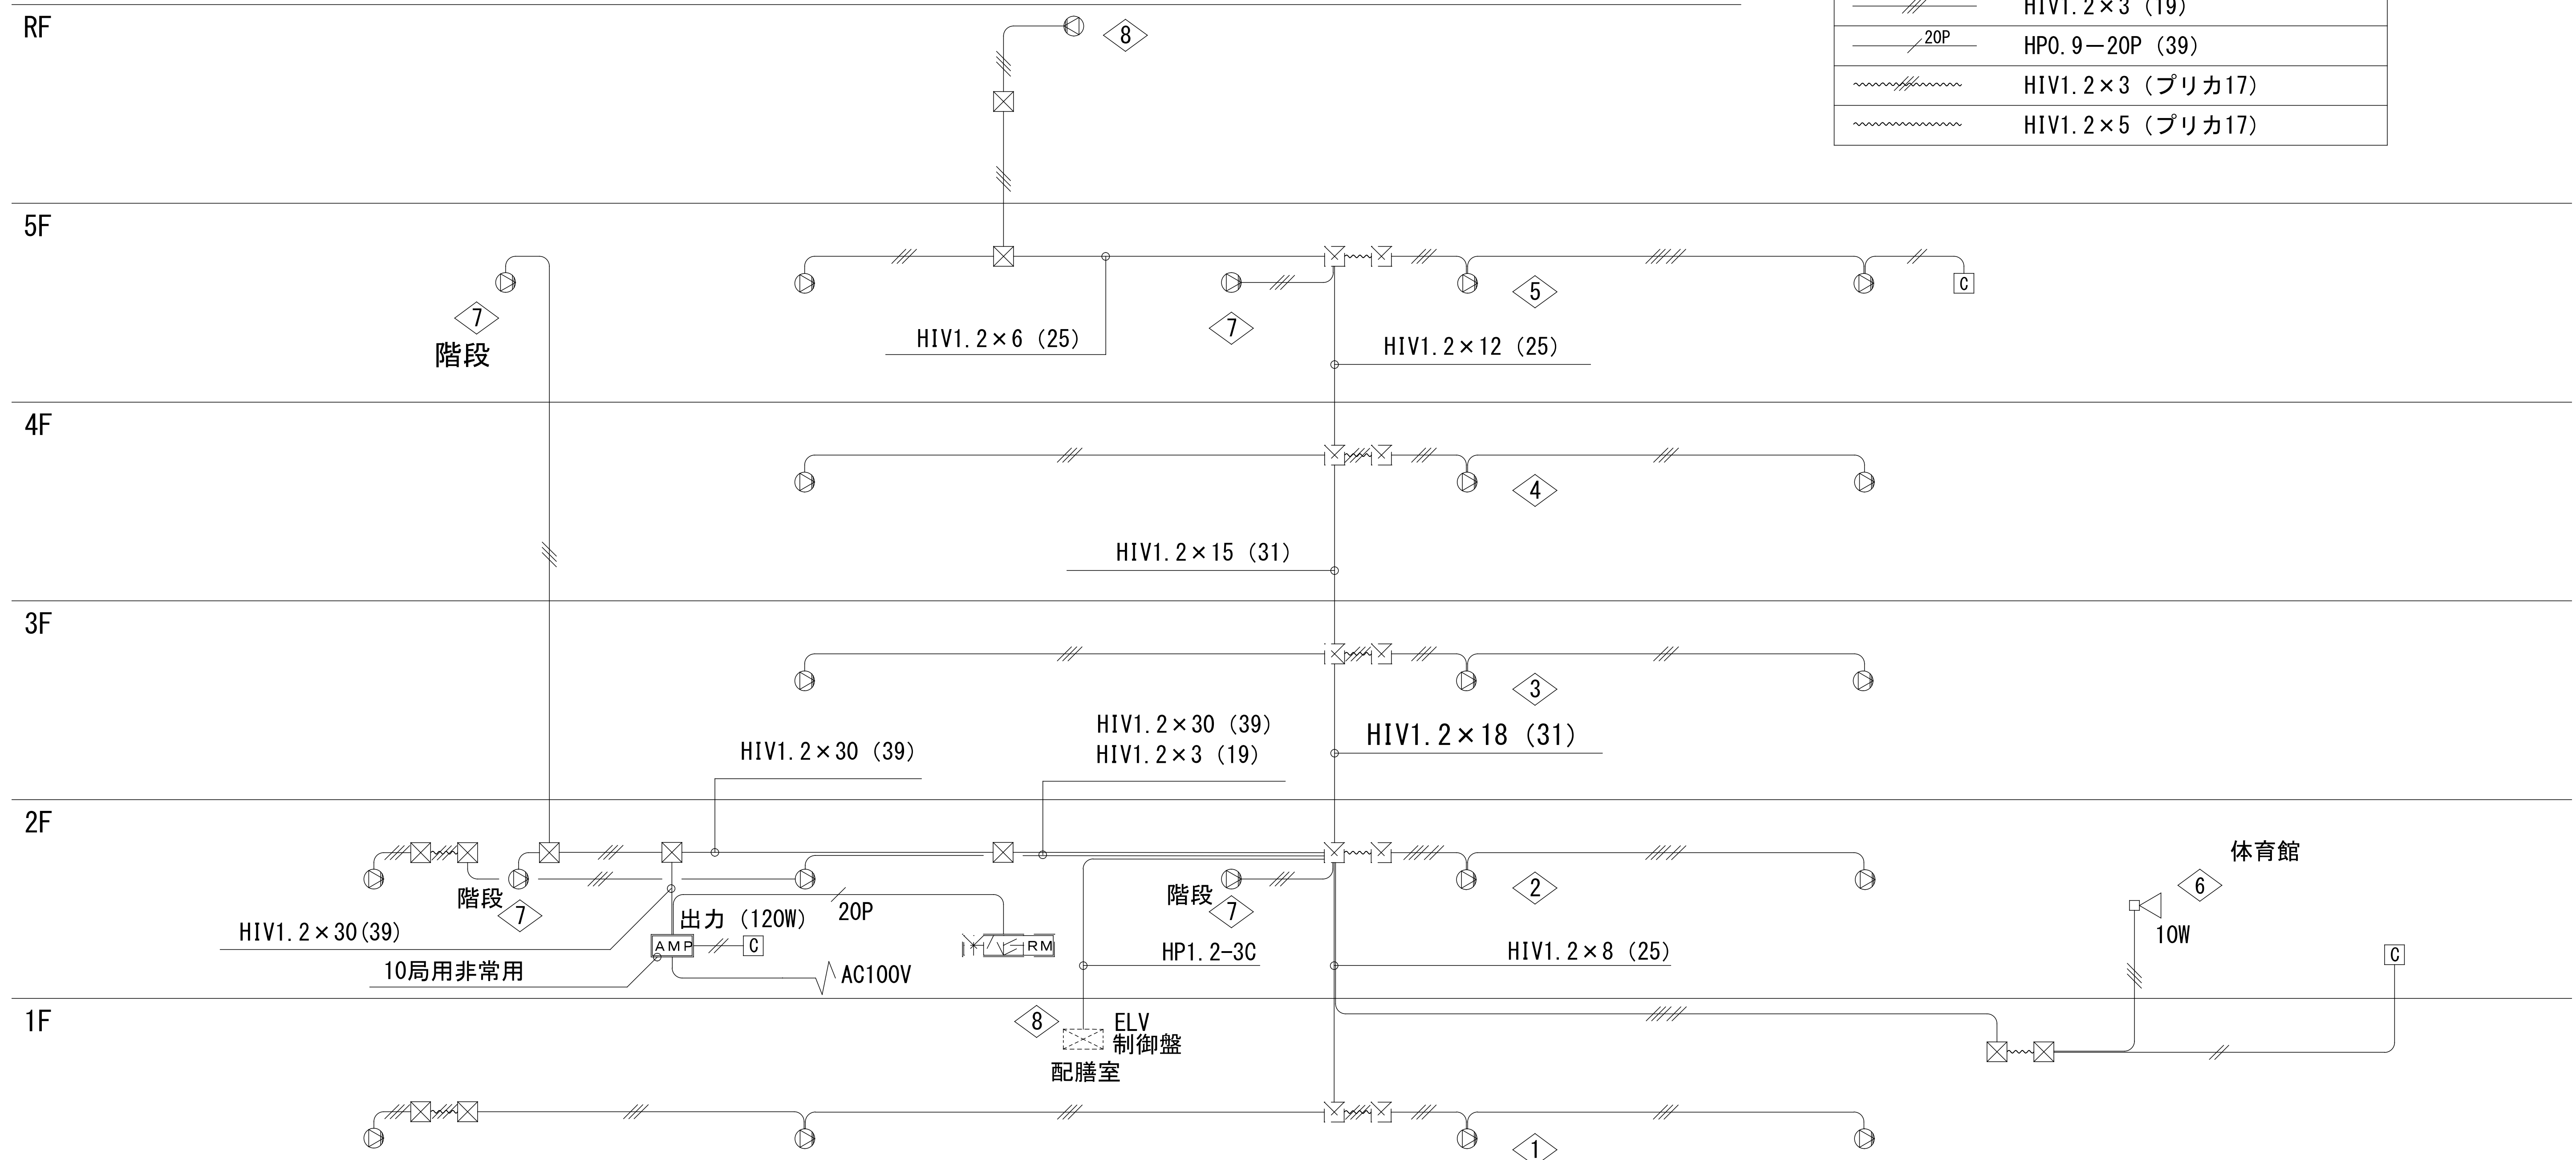 RF
8
HIV1.2×3 (19)
20P
HP0.9−20P (39)
HIV1.2×3 (プリカ17)
HIV1.2×5 (プリカ17)
5F
C
7
階段
HIV1.2×6 (25)
7
5
HIV1.2×12 (25)
4F
4
HIV1.2×15 (31)
3F
3
HIV1.2×30 (39)
HIV1.2×30 (39)
HIV1.2×3 (19)
HIV1.2×18 (31)
2F
体育館
6
10W
階段
7
HIV1.2×30(39)
出力 (120W)
20P
AMP
C
RM
10局用非常用
AC100V
階段
7
2
HP1.2-3C
HIV1.2×8 (25)
C
1F
8
ELV
制御盤
配膳室
1